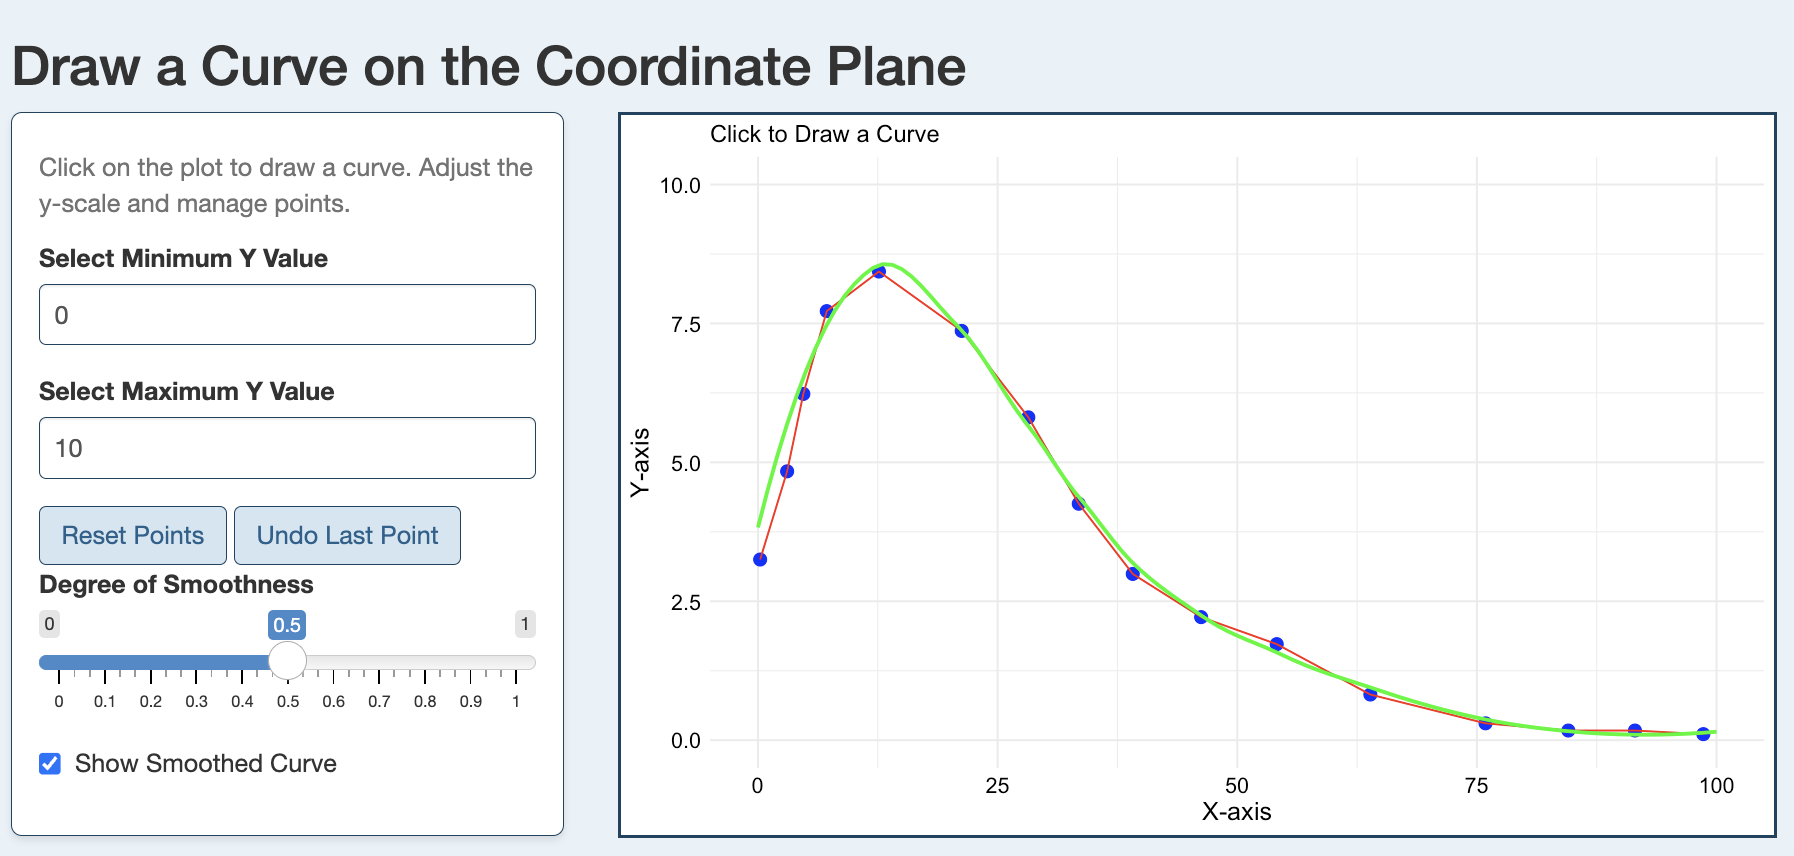 Draw a Curve on the Coordinate Plane
Click on the plot to draw a curve. Adjust the
y-scale and manage points.
Select Minimum Y Value
0
Select Maximum Y Value
10
Reset Points
Undo Last Point
Degree of Smoothness
0
0.5
1
0 0.1 0.2 0.3 0.4 0.5 0.6 0.7 0.8 0.9 1
Show Smoothed Curve
Click to Draw a Curve
10.0
7.5
5.0
2.5
0.0
Y-axis
0 25 50 75 100
X-axis